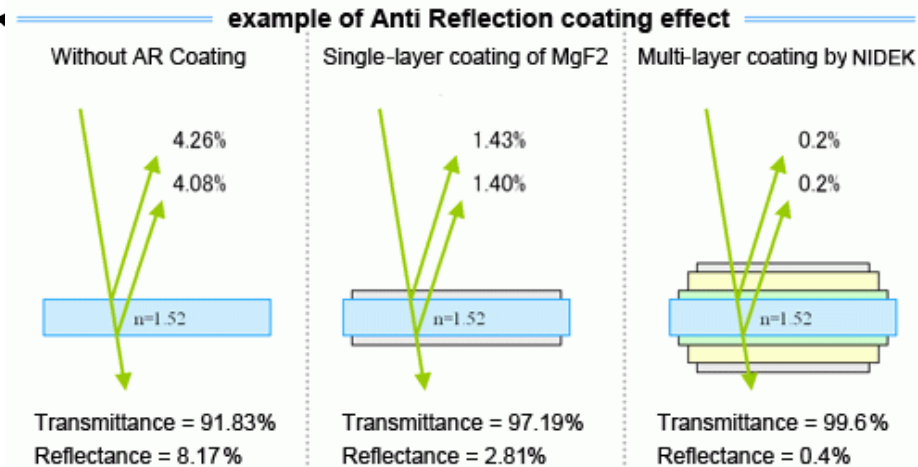 example of Anti Reflection coating effect
Without AR Coating
4.26%
4.08%
n=1.52
Transmittance = 91.83%
Reflectance = 8.17%
Single-layer coating of MgF2
1.43%
1.40%
n=1.52
Transmittance = 97.19%
Reflectance = 2.81%
Multi-layer coating by NIDEK
0.2%
0.2%
n=1.52
Transmittance = 99.6%
Reflectance = 0.4%